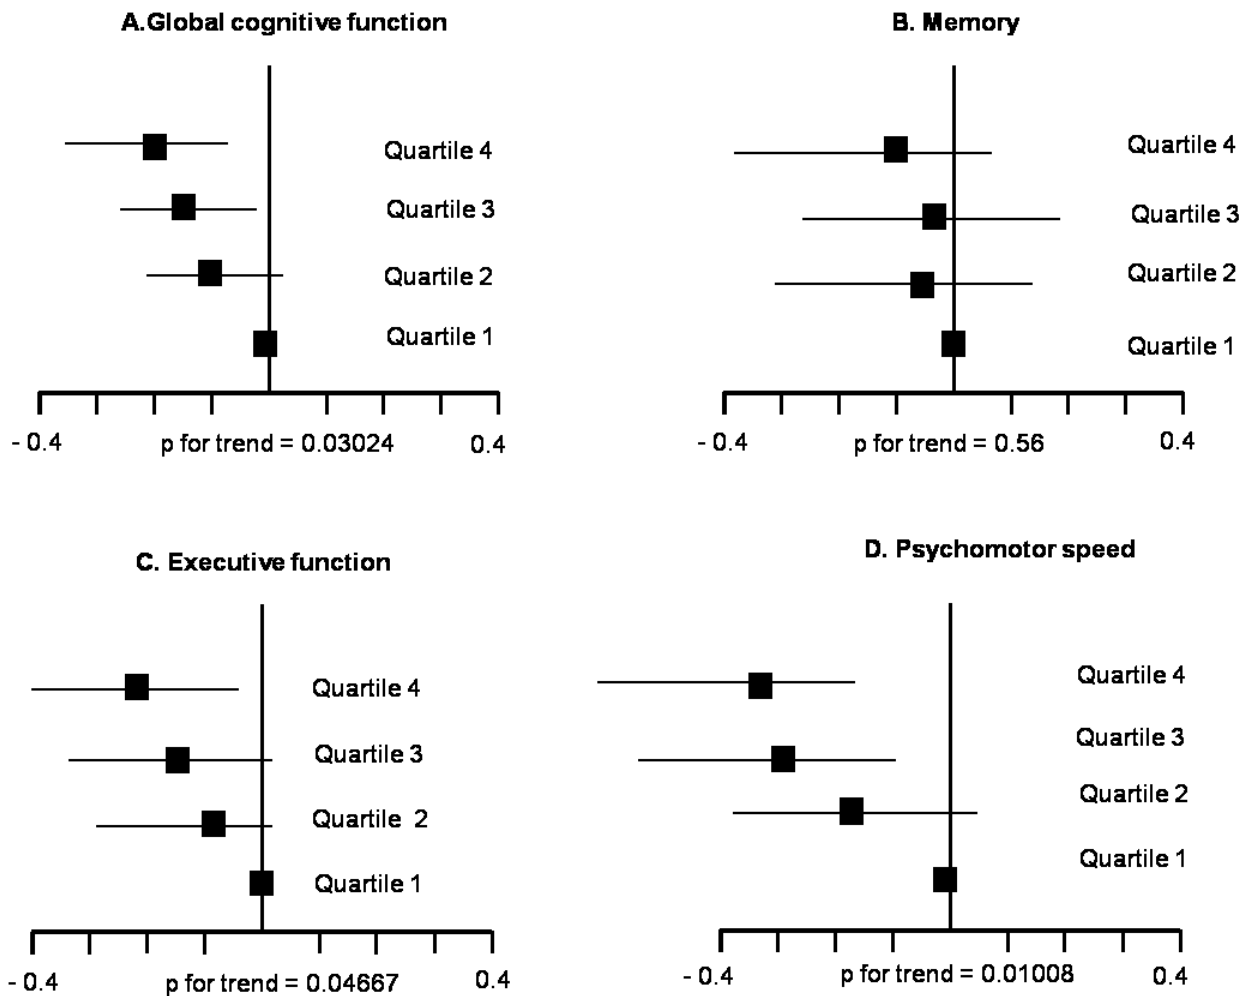 A.Global cognitive function
Quartile 4
Quartile 3
Quartile 2
Quartile 1
- 0.4 p for trend = 0.03024 0.4
B. Memory
Quartile 4
Quartile 3
Quartile 2
Quartile 1
- 0.4 p for trend = 0.56 0.4
C. Executive function
Quartile 4
Quartile 3
Quartile 2
Quartile 1
- 0.4 p for trend = 0.04667 0.4
D. Psychomotor speed
Quartile 4
Quartile 3
Quartile 2
Quartile 1
- 0.4 p for trend = 0.01008 0.4